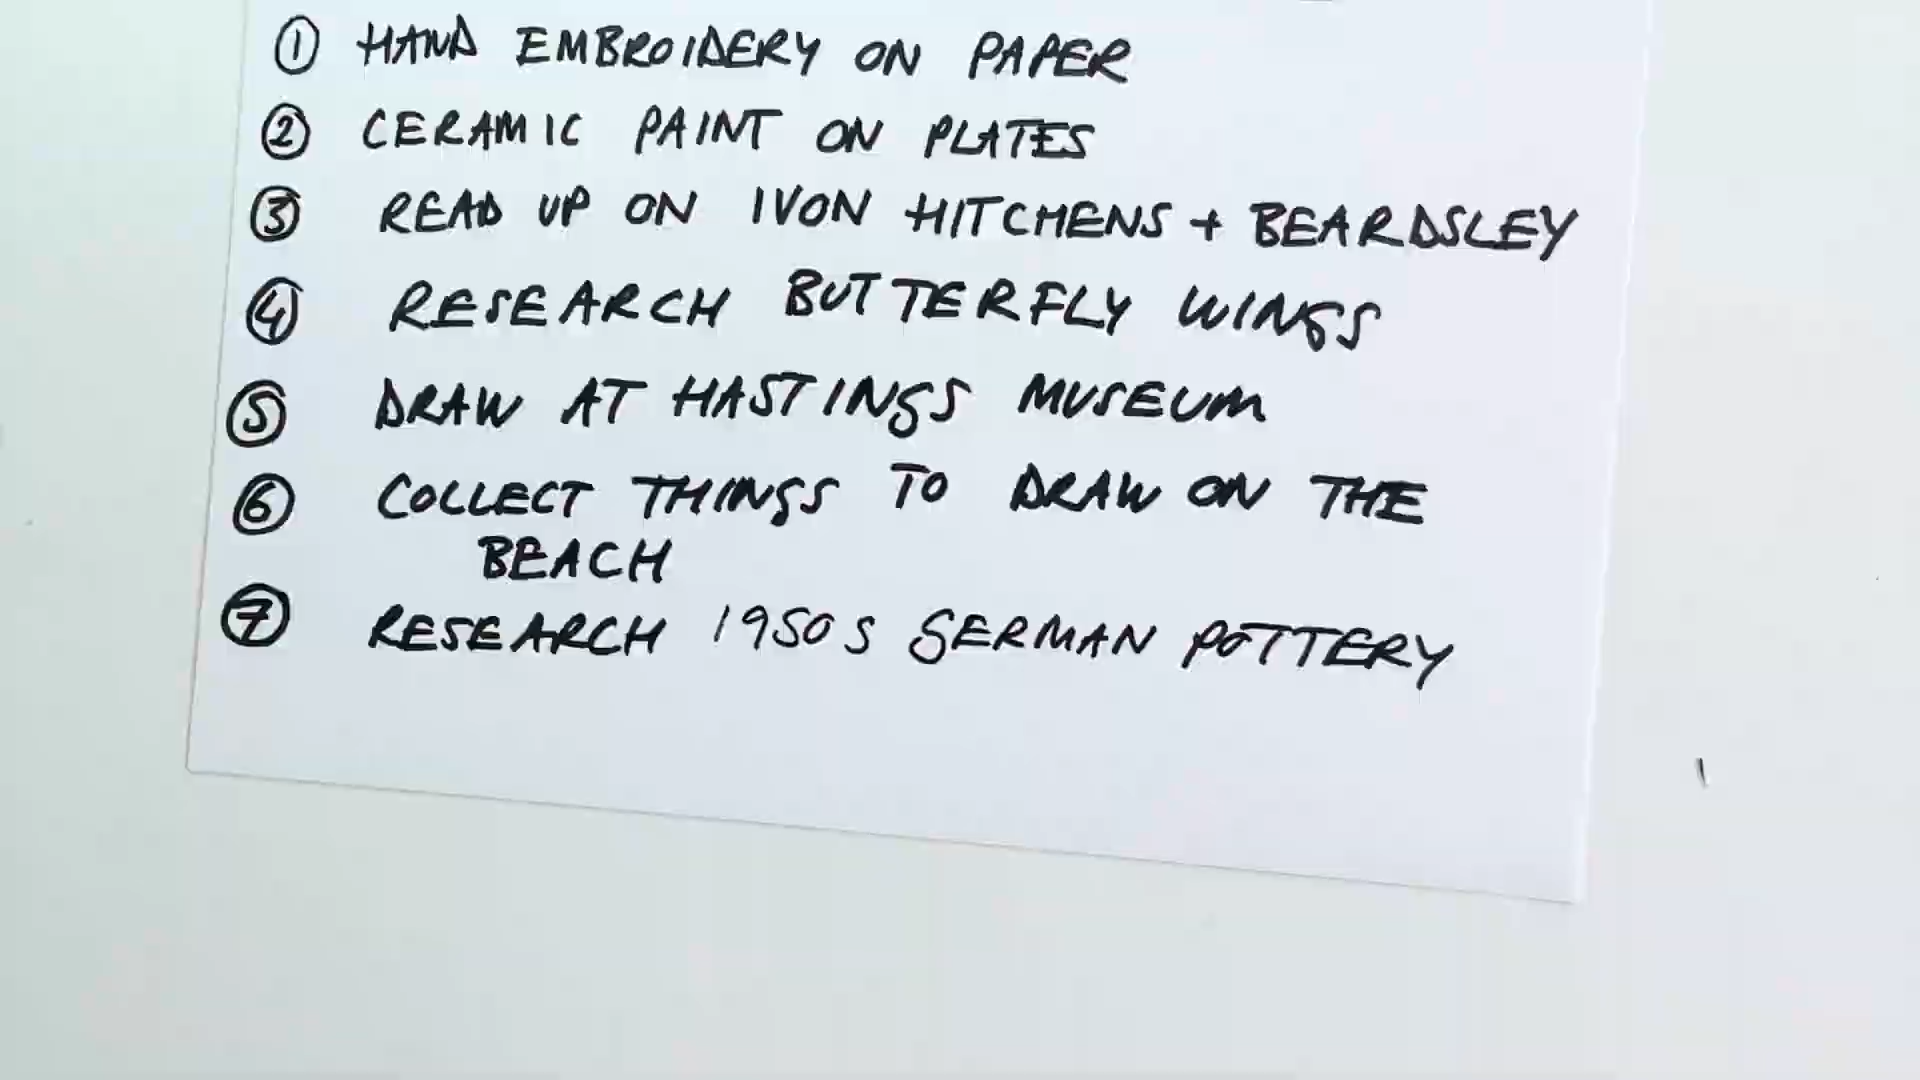 ① HAND EMBROIDERY ON PAPER
② CERAMIC PAINT ON PLATES
③ READ UP ON IVON HITCHENS + BEARDSLEY
④ RESEARCH BUTTERFLY WINGS
⑤ DRAW AT HASTINGS MUSEUM
⑥ COLLECT THINGS TO DRAW ON THE
BEACH
⑦ RESEARCH 1950S GERMAN POTTERY